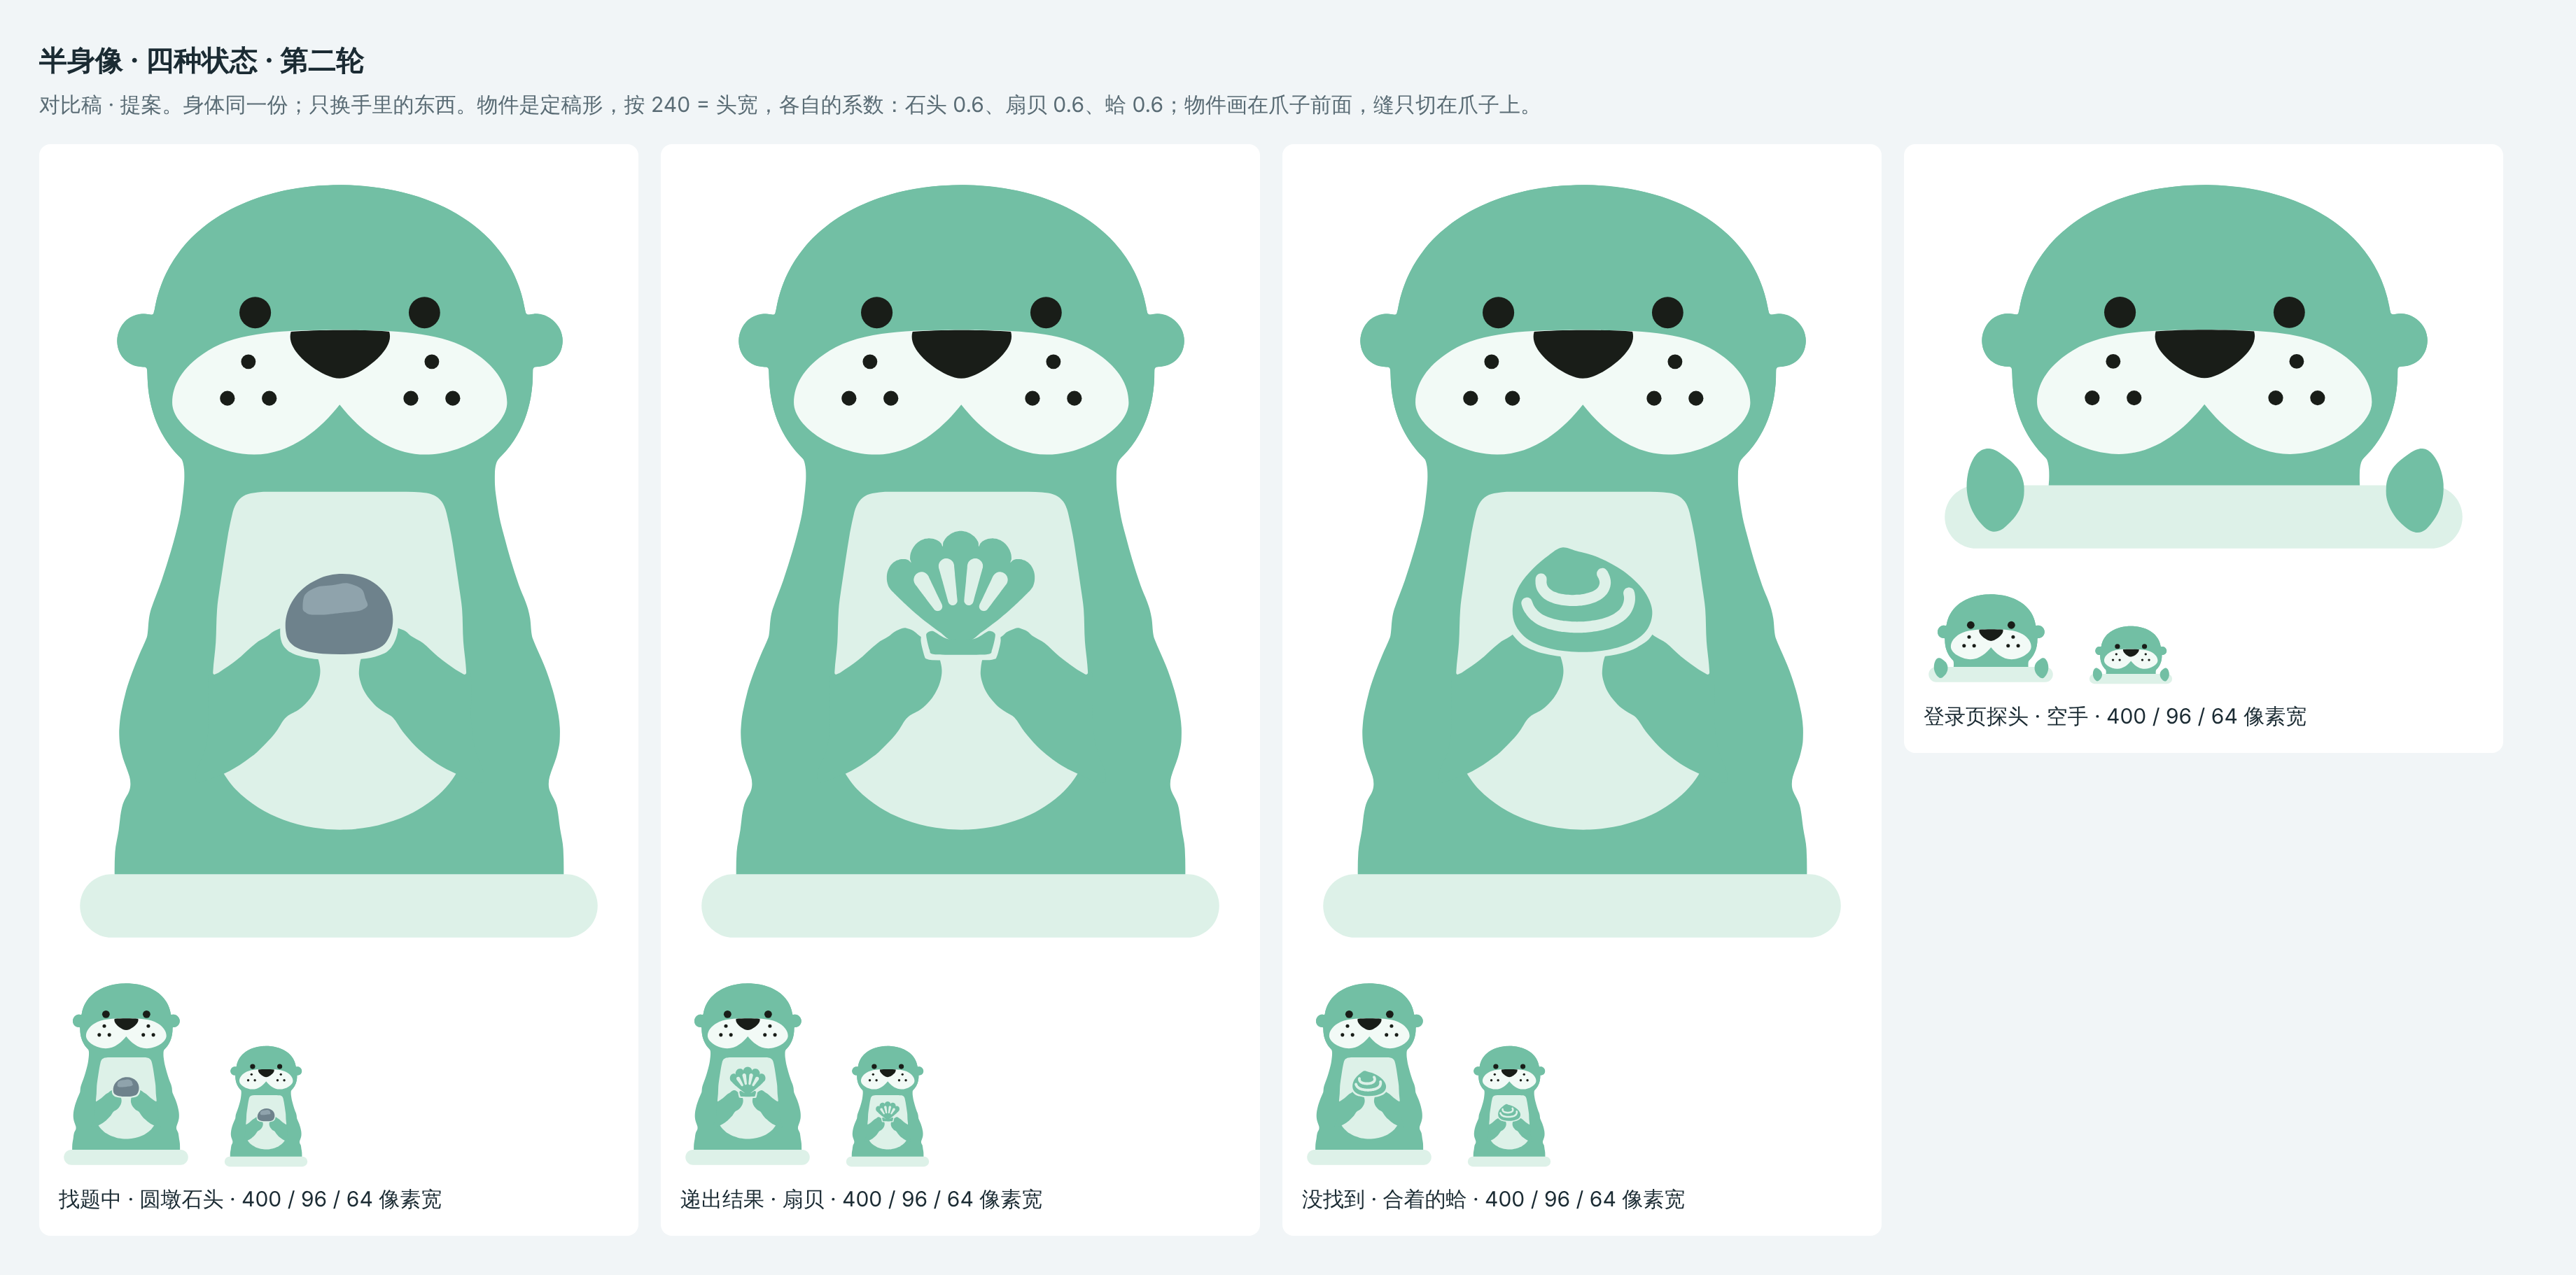 半身像 · 四种状态 · 第二轮
对比稿 · 提案。身体同一份；只换手里的东西。物件是定稿形，按 240 = 头宽，各自的系数：石头 0.6、扇贝 0.6、蛤 0.6；物件画在爪子前面，缝只切在爪子上。
登录页探头 · 空手 · 400 / 96 / 64 像素宽
找题中 · 圆墩石头 · 400 / 96 / 64 像素宽
递出结果 · 扇贝 · 400 / 96 / 64 像素宽
没找到 · 合着的蛤 · 400 / 96 / 64 像素宽